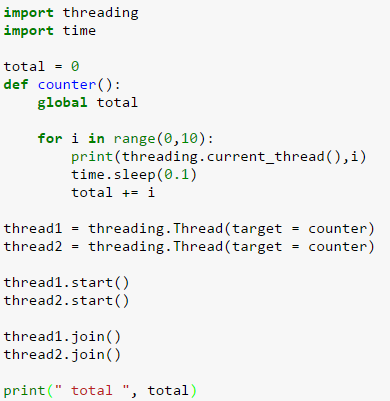 import threading
import time

total = 0
def counter():
    global total

    for i in range(0,10):
        print(threading.current_thread(),i)
        time.sleep(0.1)
        total += i

thread1 = threading.Thread(target = counter)
thread2 = threading.Thread(target = counter)

thread1.start()
thread2.start()

thread1.join()
thread2.join()

print(" total ", total)